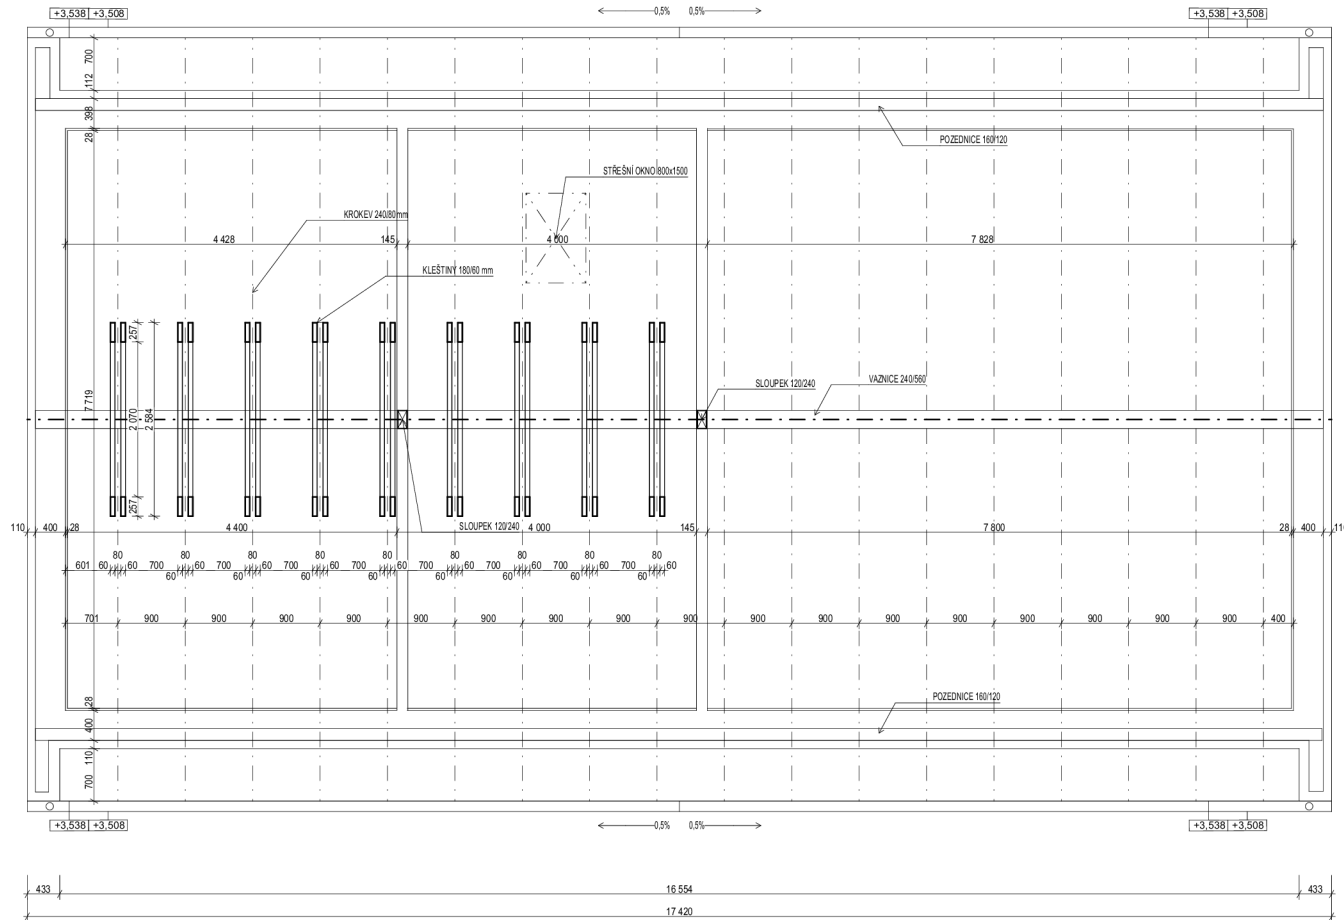 +3,538 +3,508
0,5% 0,5%
+3,538 +3,508
700
112
398
28
POZEDNICE 160/120
STŘEŠNÍ OKNO 800x1500
KROKEV 240/80 mm
4 428
145
4 000
7 828
KLEŠTINY 180/60 mm
257
7 719
2 070
2 584
257
SLOUPEK 120/240
VAZNICE 240/560
110 400 28
4 400
SLOUPEK 120/240
4 000
145
7 800
28 400
80 80 80 80 80 80 80 80 80
601 60 60 700 60 700 60 700 60 700 60 700 60 700 60 700 60 700 60
60 60 60 60 60 60 60 60 60
701 900 900 900 900 900 900 900 900 900 900 900 900 900 900 900 900 900 400
28
400
110
700
POZEDNICE 160/120
+3,538 +3,508
0,5% 0,5%
+3,538 +3,508
433
16 554
433
17 420